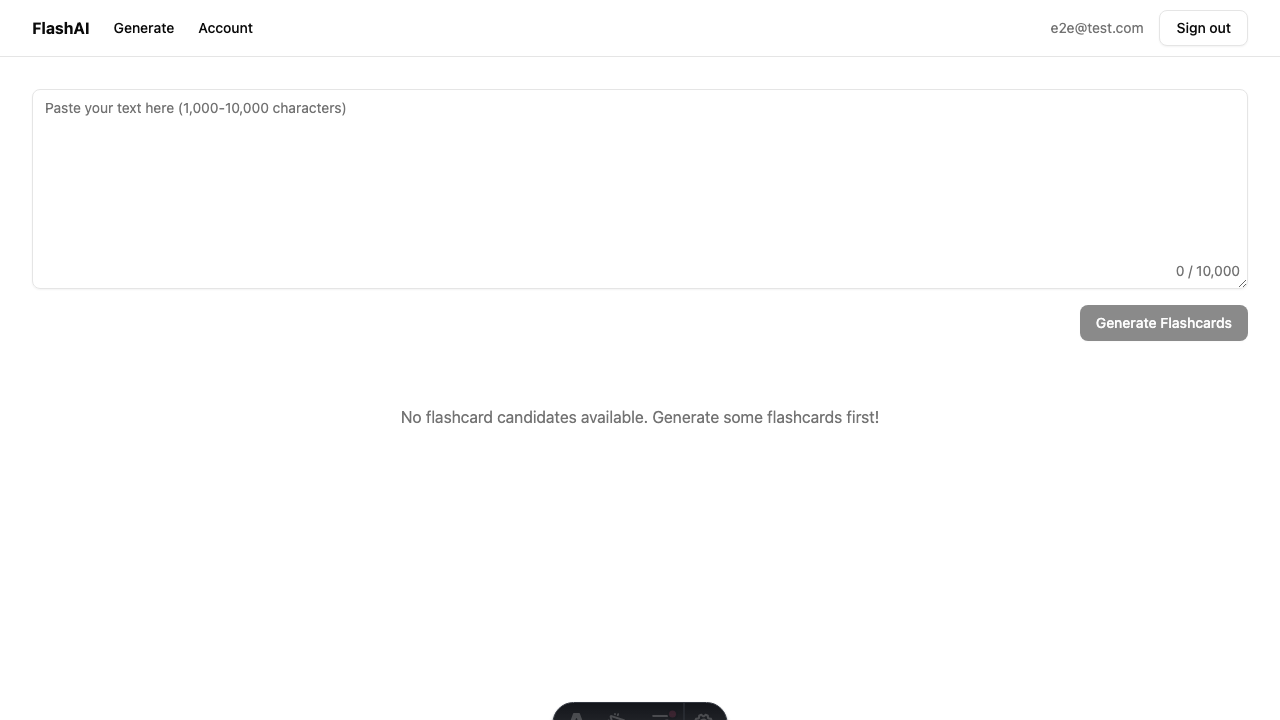 FlashAI Generate Account e2e@test.com Sign out
Paste your text here (1,000-10,000 characters)
0 / 10,000
Generate Flashcards
No flashcard candidates available. Generate some flashcards first!